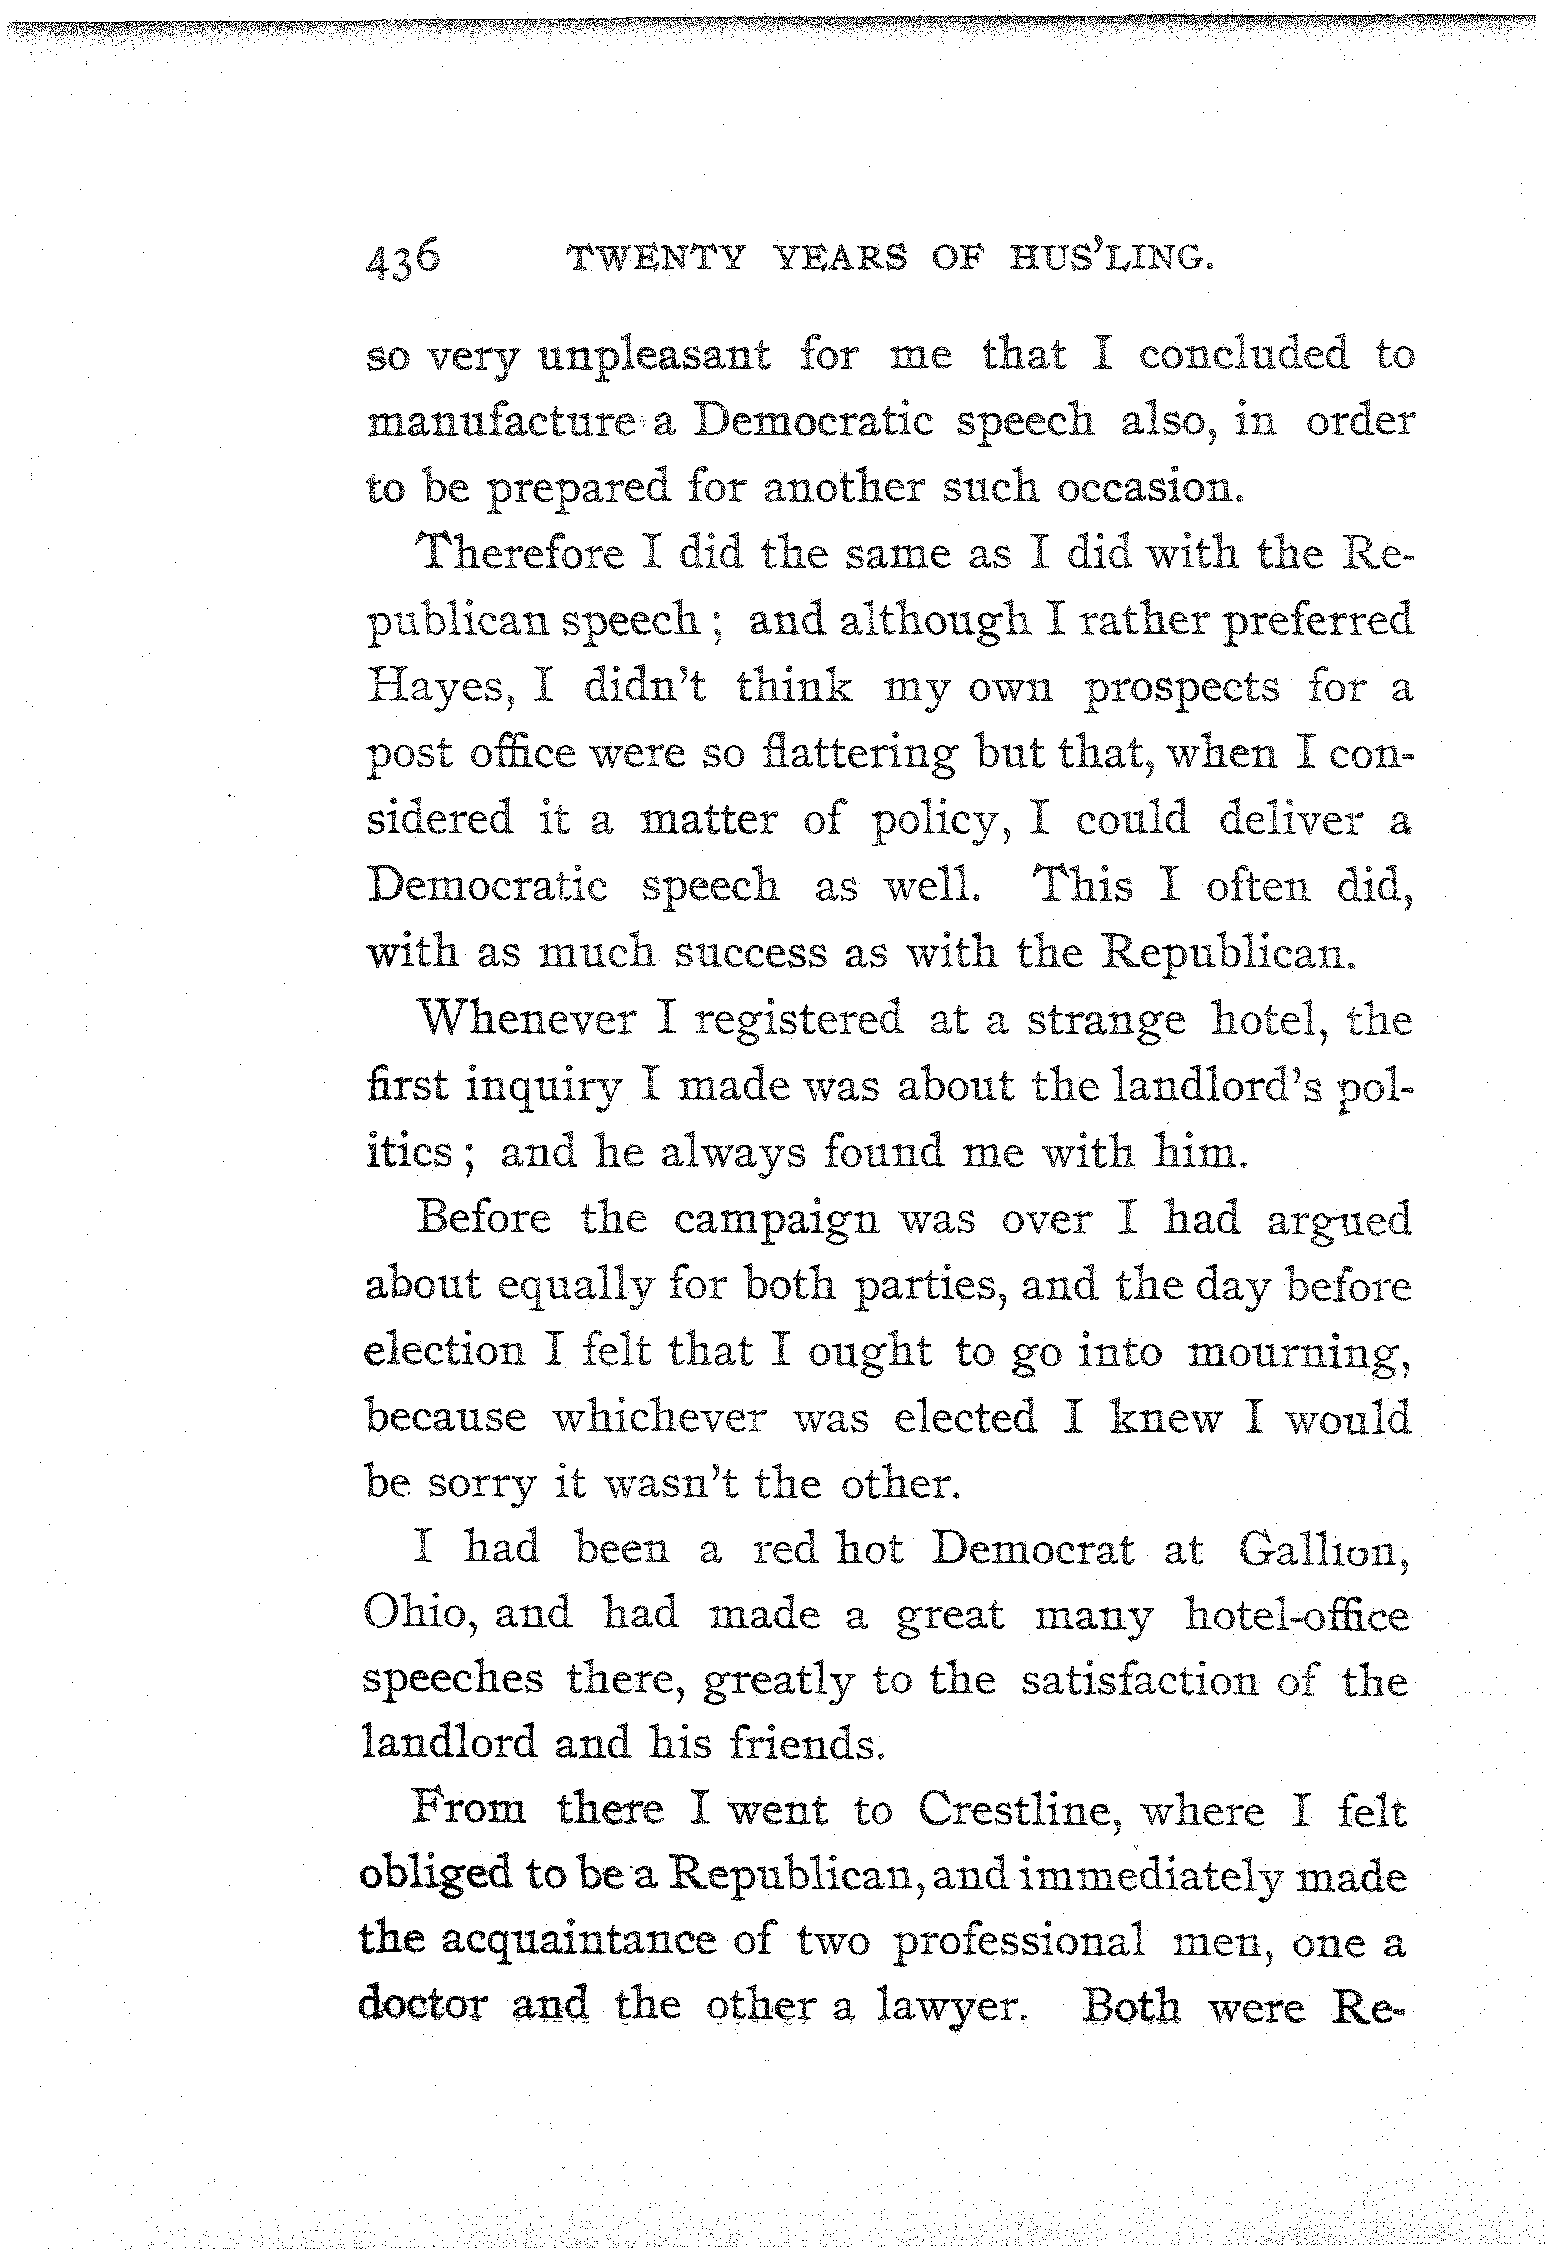 436 TWENTY YEARS OF HUS'LING.
so very unpleasant for me that I concluded to
manufacture a Democratic speech also, in order
to be prepared for another such occasion.
Therefore I did the same as I did with the Re-
publican speech; and although I rather preferred
Hayes, I didn't think my own prospects for a
post office were so flattering but that, when I con-
sidered it a matter of policy, I could deliver a
Democratic speech as well. This I often did,
with as much success as with the Republican.
Whenever I registered at a strange hotel, the
first inquiry I made was about the landlord's pol-
itics; and he always found me with him.
Before the campaign was over I had argued
about equally for both parties, and the day before
election I felt that I ought to go into mourning,
because whichever was elected I knew I would
be sorry it wasn't the other.
I had been a red hot Democrat at Gallion,
Ohio, and had made a great many hotel-office
speeches there, greatly to the satisfaction of the
landlord and his friends.
From there I went to Crestline, where I felt
obliged to be a Republican, and immediately made
the acquaintance of two professional men, one a
doctor and the other a lawyer. Both were Re-